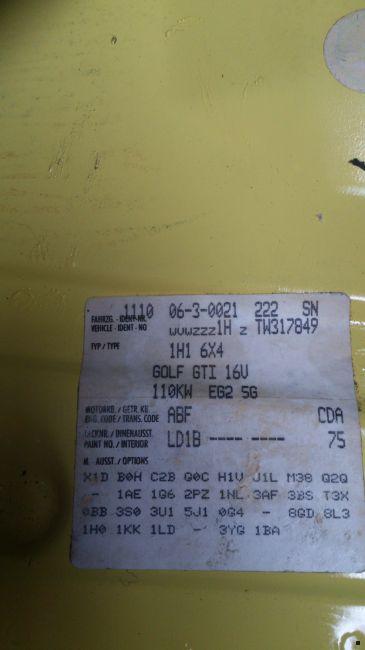 1110 06-3-0021 222 SN
FAHRZG.-IDENT-NR.
VEHICLE-IDENT-NO WVWZZZ1H Z TW317849
TYP / TYPE 1H1 6X4
GOLF GTI 16V
110KW EG2 5G
MOTORKB. / GETR. KB.
ENG. CODE / TRANS. CODE ABF CDA
LACKNR. / INNENAUSST.
PAINT NO. / INTERIOR LD1B ---- ---- 75
M. AUSST. / OPTIONS
X1D B0H C2B Q0C H1V J1L M38 Q2Q
- 1AE 1G6 2PZ 1NL 3AF 3BS T3X
0BB 3S0 3U1 5J1 0G4 - 8GD 8L3
1H0 1KK 1LD - 3YG 1BA